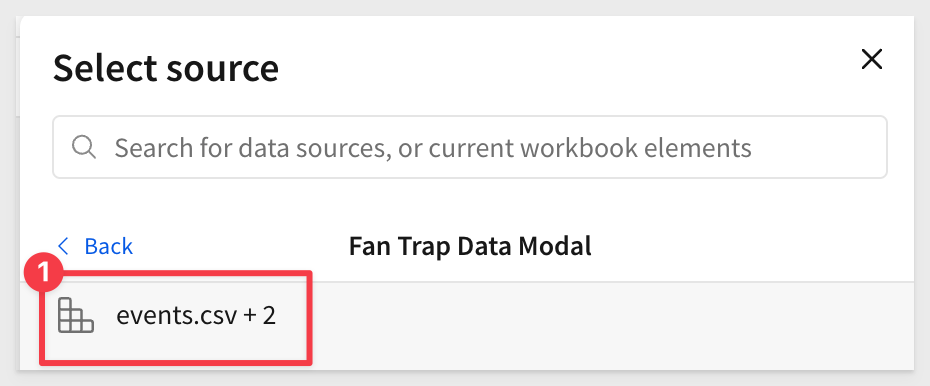 Select source
Search for data sources, or current workbook elements
Back
Fan Trap Data Modal
1
events.csv + 2